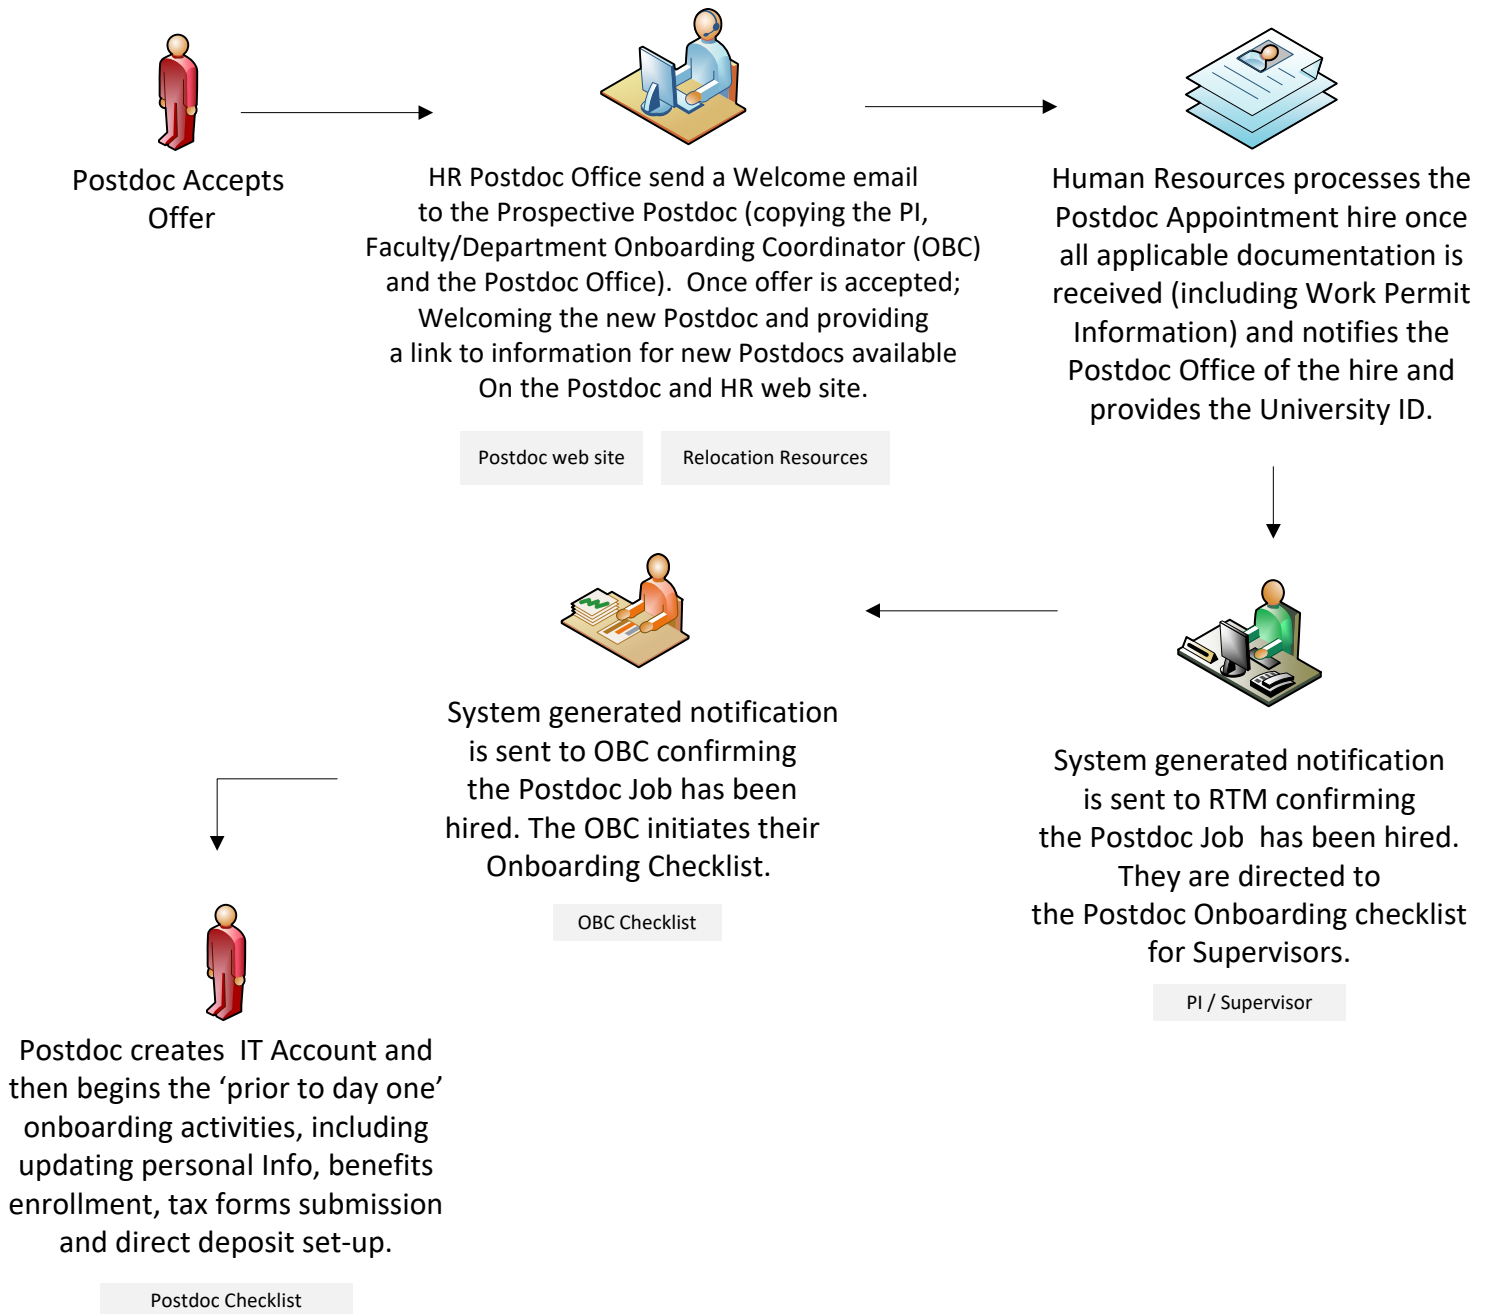 Postdoc Accepts
Offer
HR Postdoc Office send a Welcome email
to the Prospective Postdoc (copying the PI,
Faculty/Department Onboarding Coordinator (OBC)
and the Postdoc Office).  Once offer is accepted;
Welcoming the new Postdoc and providing
a link to information for new Postdocs available
On the Postdoc and HR web site.
Postdoc web site
Relocation Resources
Human Resources processes the
Postdoc Appointment hire once
all applicable documentation is
received (including Work Permit
Information) and notifies the
Postdoc Office of the hire and
provides the University ID.
System generated notification
is sent to RTM confirming
the Postdoc Job  has been hired.
They are directed to
the Postdoc Onboarding checklist
for Supervisors.
PI / Supervisor
System generated notification
is sent to OBC confirming
the Postdoc Job has been
hired. The OBC initiates their
Onboarding Checklist.
OBC Checklist
Postdoc creates  IT Account and
then begins the ‘prior to day one’
onboarding activities, including
updating personal Info, benefits
enrollment, tax forms submission
and direct deposit set-up.
Postdoc Checklist